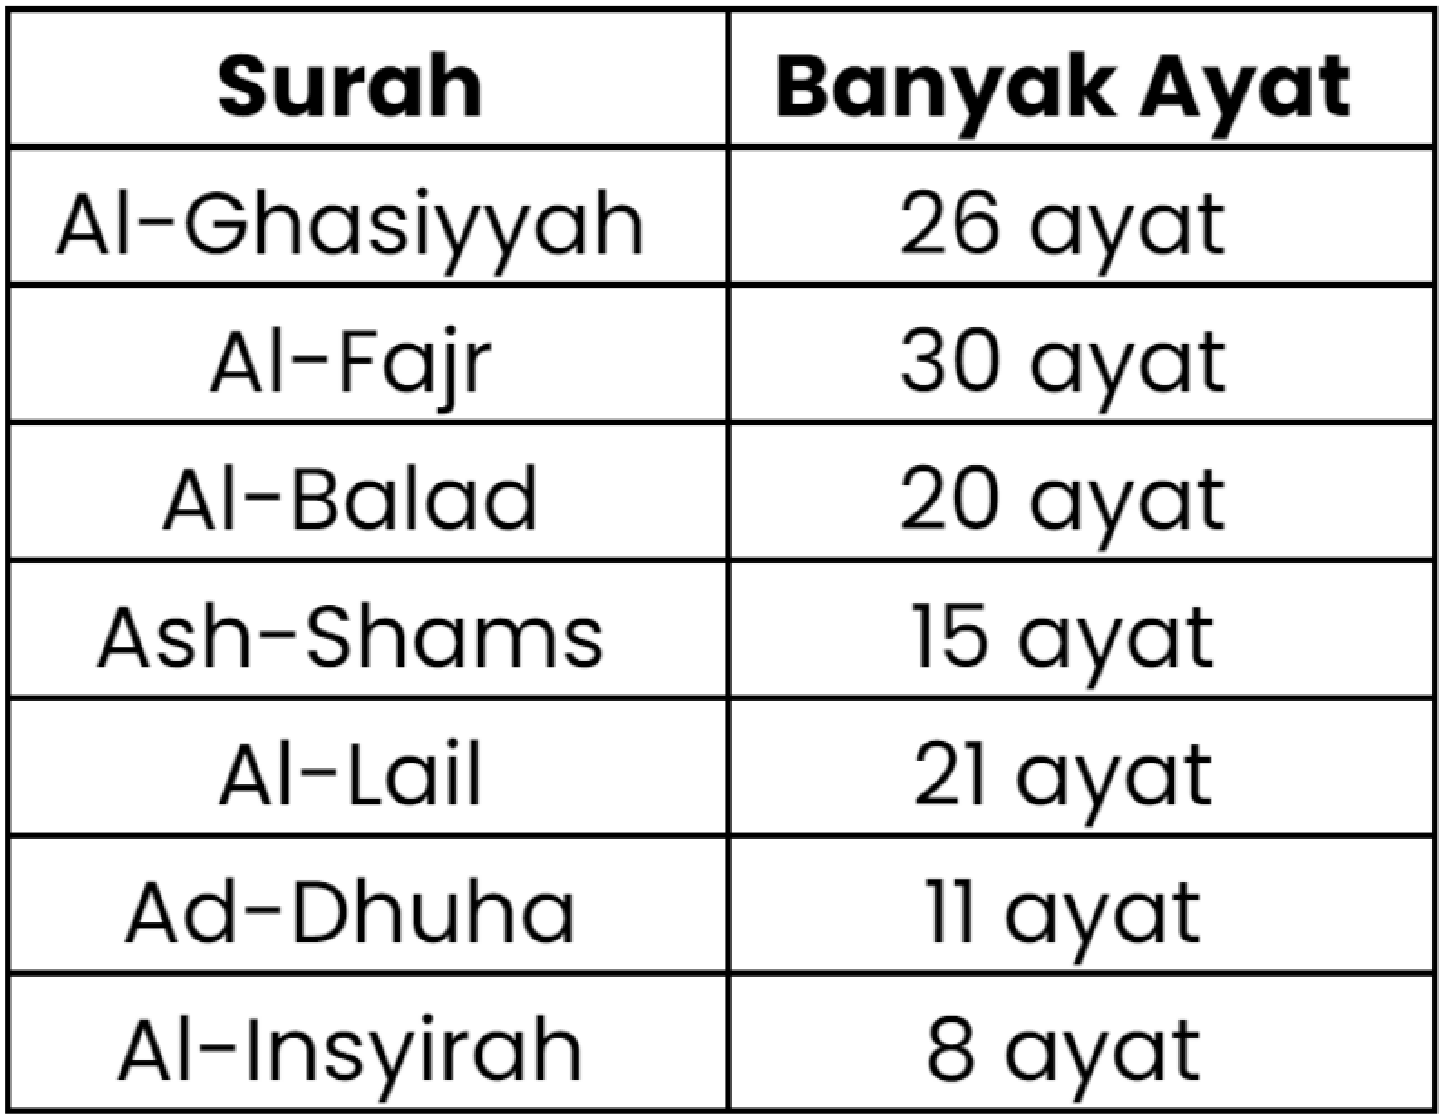 Surah Banyak Ayat
Al-Ghasiyyah 26 ayat
Al-Fajr 30 ayat
Al-Balad 20 ayat
Ash-Shams 15 ayat
Al-Lail 21 ayat
Ad-Dhuha 11 ayat
Al-Insyirah 8 ayat